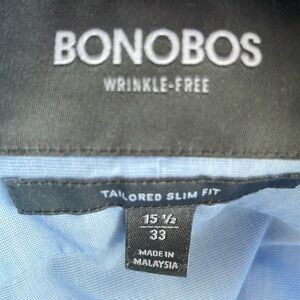 BONOBOS
WRINKLE-FREE
TAILORED SLIM FIT
15 ½
33
MADE IN
MALAYSIA